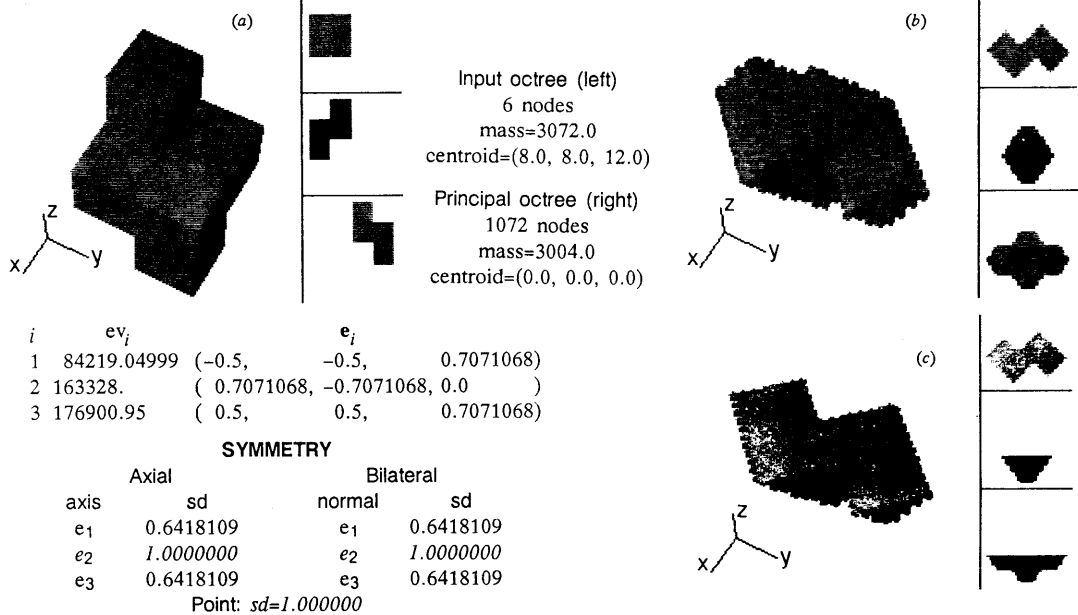 (a)
Input octree (left)
6 nodes
mass=3072.0
centroid=(8.0, 8.0, 12.0)
Principal octree (right)
1072 nodes
mass=3004.0
centroid=(0.0, 0.0, 0.0)
z
x
y
(b)
z
x
y
i ev_i e_i
1 84219.04999 (−0.5, −0.5, 0.7071068)
2 163328. ( 0.7071068, −0.7071068, 0.0 )
3 176900.95 ( 0.5, 0.5, 0.7071068)
SYMMETRY
Axial Bilateral
axis sd normal sd
e1 0.6418109 e1 0.6418109
e2 1.0000000 e2 1.0000000
e3 0.6418109 e3 0.6418109
Point: sd=1.000000
(c)
z
x
y